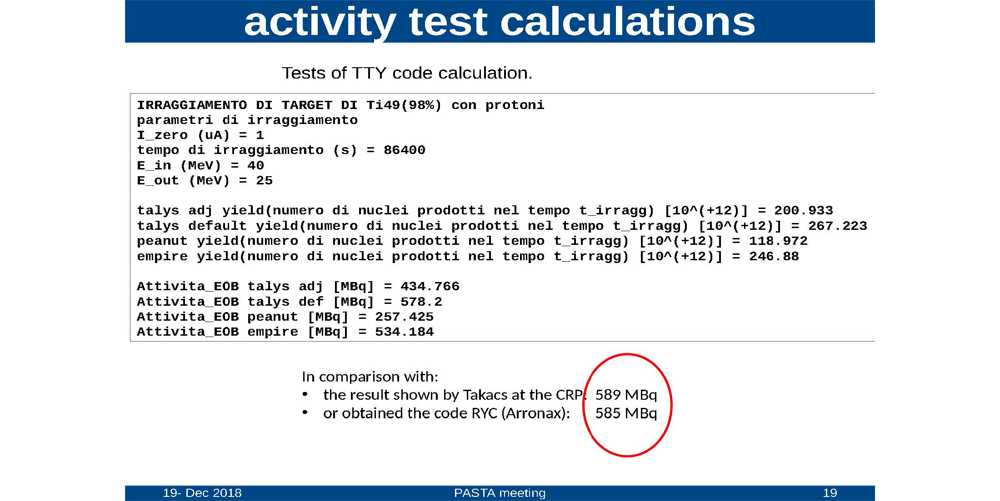 activity test calculations
Tests of TTY code calculation.
IRRAGGIAMENTO DI TARGET DI Ti49(98%) con protoni
parametri di irraggiamento
I_zero (uA) = 1
tempo di irraggiamento (s) = 86400
E_in (MeV) = 40
E_out (MeV) = 25
talys adj yield(numero di nuclei prodotti nel tempo t_irragg) [10^(+12)] = 200.933
talys default yield(numero di nuclei prodotti nel tempo t_irragg) [10^(+12)] = 267.223
peanut yield(numero di nuclei prodotti nel tempo t_irragg) [10^(+12)] = 118.972
empire yield(numero di nuclei prodotti nel tempo t_irragg) [10^(+12)] = 246.88
Attivita_EOB talys adj [MBq] = 434.766
Attivita_EOB talys def [MBq] = 578.2
Attivita_EOB peanut [MBq] = 257.425
Attivita_EOB empire [MBq] = 534.184
In comparison with:
• the result shown by Takacs at the CRP: 589 MBq
• or obtained the code RYC (Arronax): 585 MBq
19- Dec 2018 PASTA meeting 19